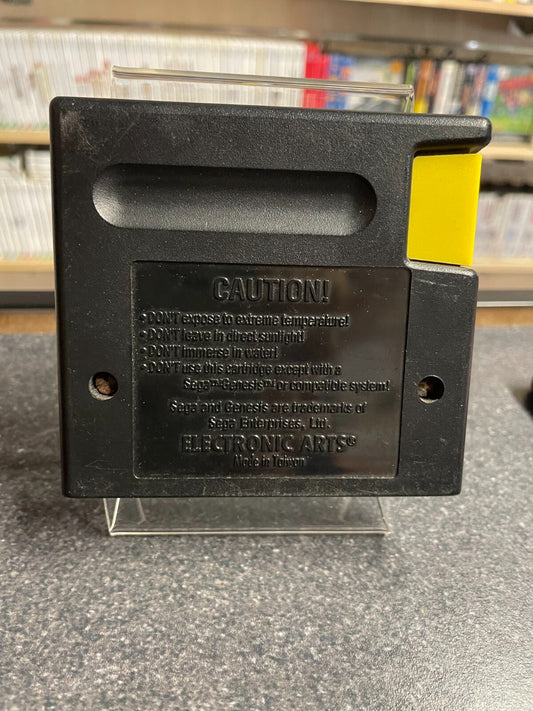 CAUTION!
• DON'T expose to extreme temperature!
• DON'T leave in direct sunlight!
• DON'T immerse in water!
• DON'T use this cartridge except with a
Sega™ Genesis™ or compatible system!
Sega and Genesis are trademarks of
Sega Enterprises, Ltd.
ELECTRONIC ARTS®
Made in Taiwan